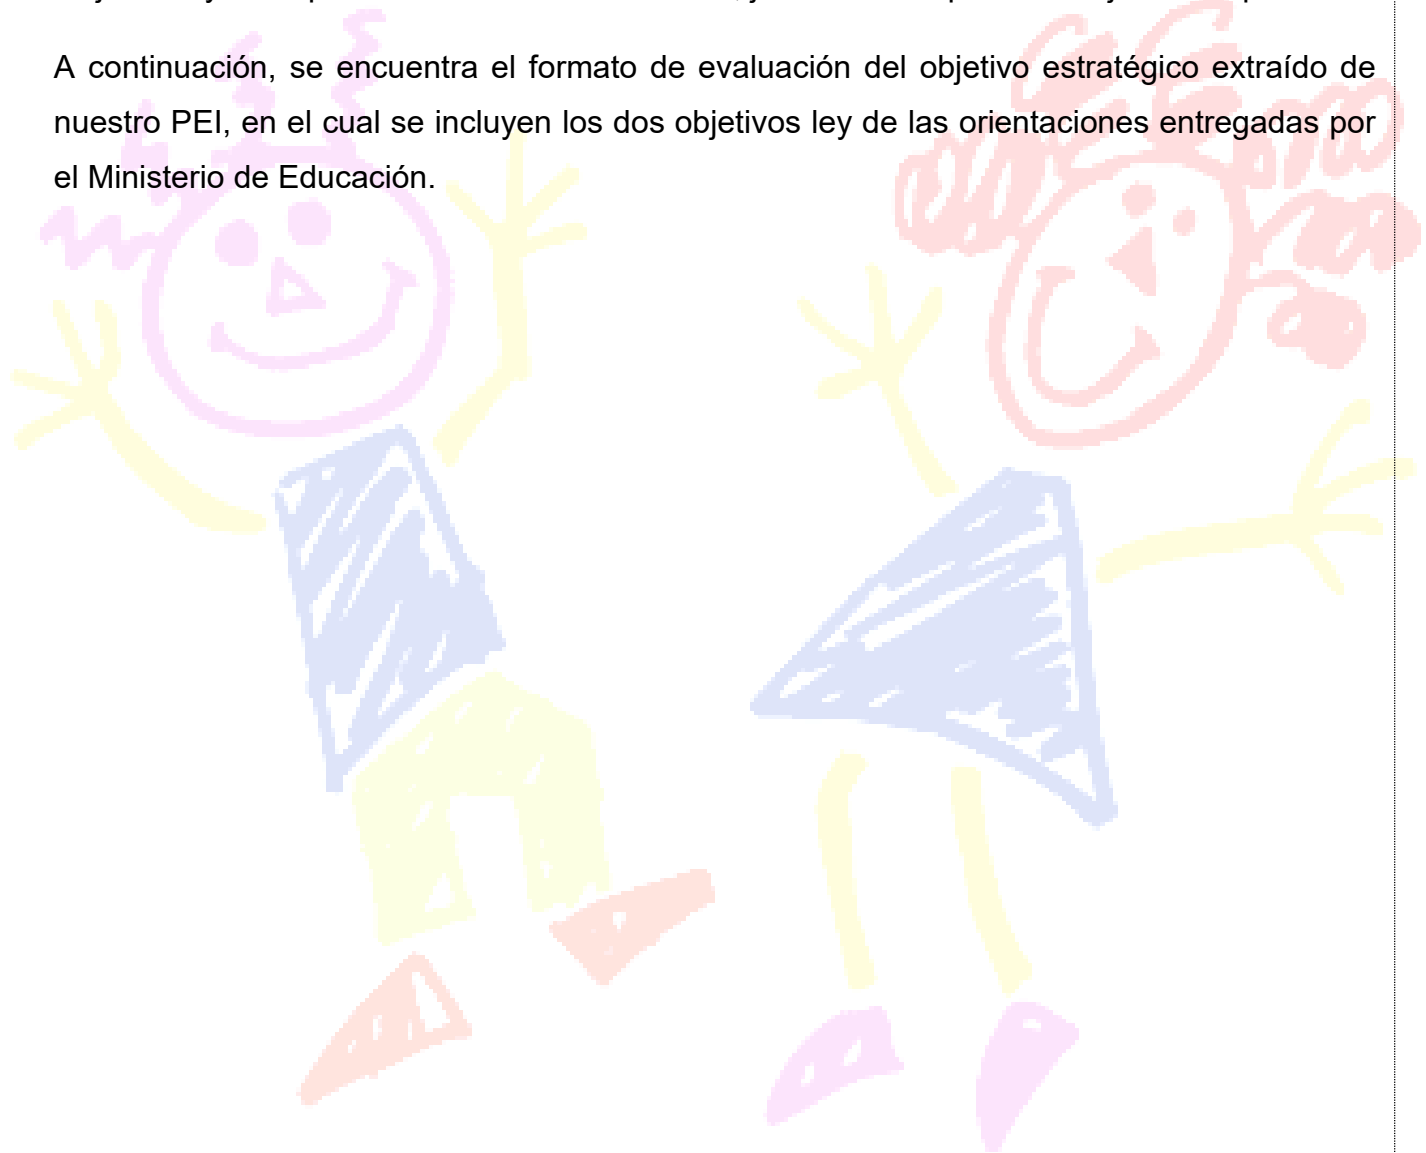 A continuación, se encuentra el formato de evaluación del objetivo estratégico extraído de
nuestro PEI, en el cual se incluyen los dos objetivos ley de las orientaciones entregadas por
el Ministerio de Educación.